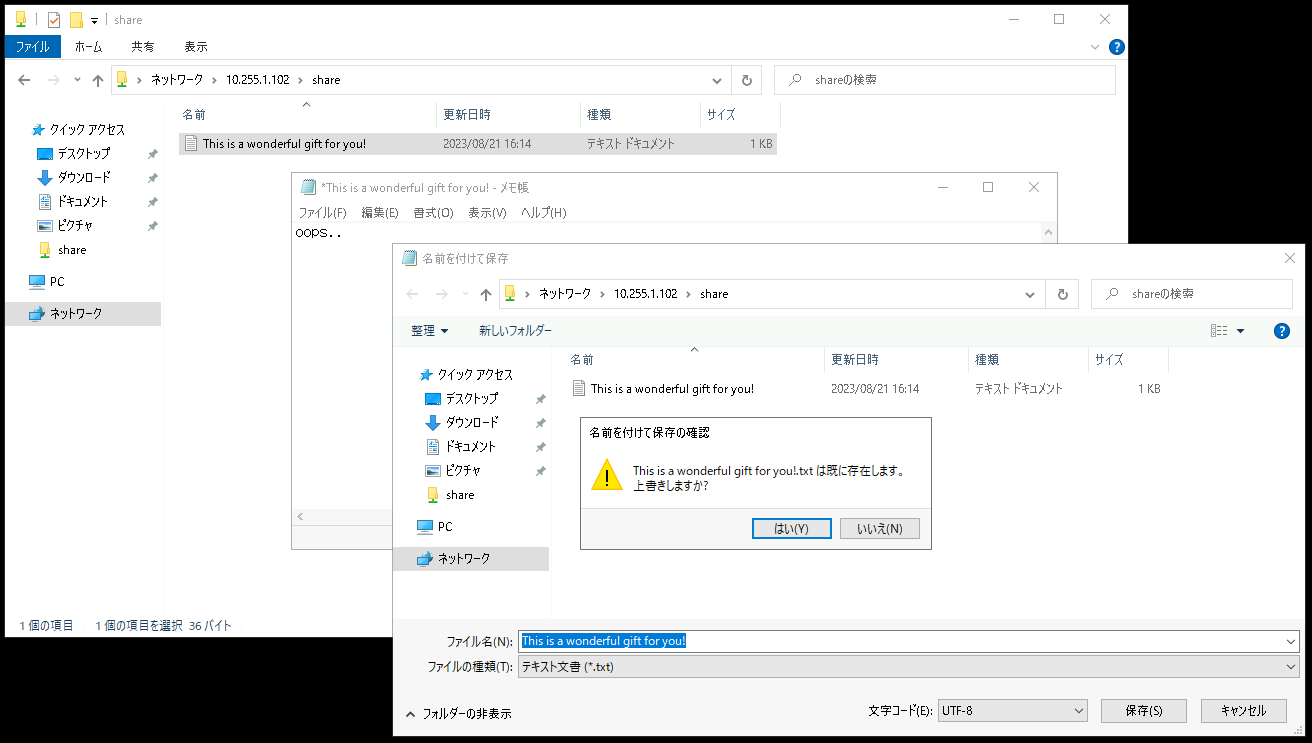 share
ファイル ホーム 共有 表示
ネットワーク 10.255.1.102 share shareの検索
名前 更新日時 種類 サイズ
クイック アクセス
デスクトップ
ダウンロード
ドキュメント
ピクチャ
share
PC
ネットワーク
This is a wonderful gift for you! 2023/08/21 16:14 テキスト ドキュメント 1 KB
*This is a wonderful gift for you! - メモ帳
ファイル(F) 編集(E) 書式(O) 表示(V) ヘルプ(H)
oops..
名前を付けて保存
ネットワーク 10.255.1.102 share shareの検索
整理 新しいフォルダー
名前 更新日時 種類 サイズ
クイック アクセス
デスクトップ
ダウンロード
ドキュメント
ピクチャ
share
PC
ネットワーク
This is a wonderful gift for you! 2023/08/21 16:14 テキスト ドキュメント 1 KB
名前を付けて保存の確認
This is a wonderful gift for you!.txt は既に存在します。
上書きしますか?
はい(Y) いいえ(N)
1 個の項目 1 個の項目を選択 36 バイト
ファイル名(N): This is a wonderful gift for you!
ファイルの種類(T): テキスト文書 (*.txt)
フォルダーの非表示 文字コード(E): UTF-8 保存(S) キャンセル